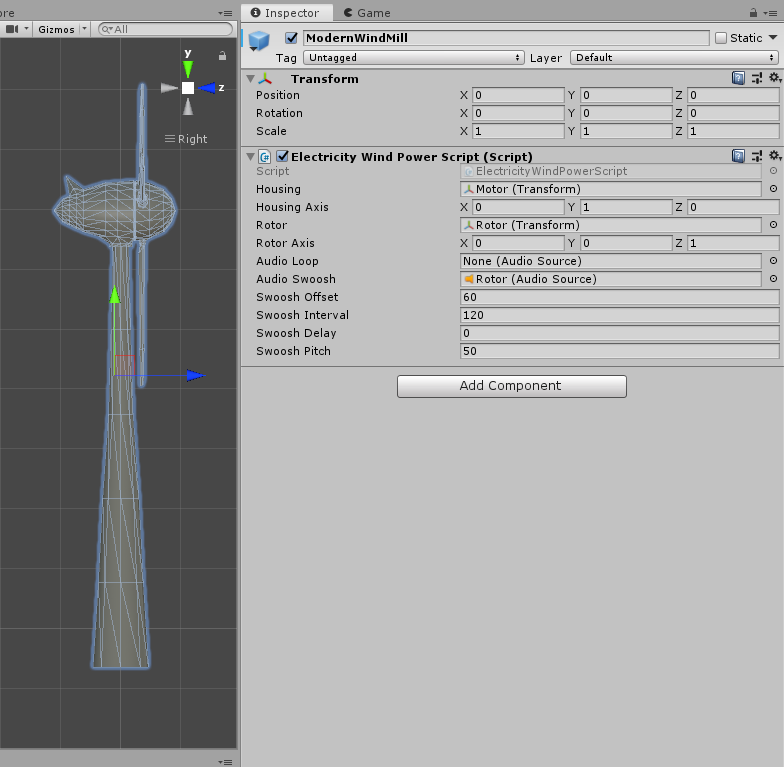 ore
Gizmos
All
y
z
Right
Inspector
Game
ModernWindMill
Static
Tag Untagged Layer Default
Transform
Position X 0 Y 0 Z 0
Rotation X 0 Y 0 Z 0
Scale X 1 Y 1 Z 1
Electricity Wind Power Script (Script)
Script ElectricityWindPowerScript
Housing Motor (Transform)
Housing Axis X 0 Y 1 Z 0
Rotor Rotor (Transform)
Rotor Axis X 0 Y 0 Z 1
Audio Loop None (Audio Source)
Audio Swoosh Rotor (Audio Source)
Swoosh Offset 60
Swoosh Interval 120
Swoosh Delay 0
Swoosh Pitch 50
Add Component